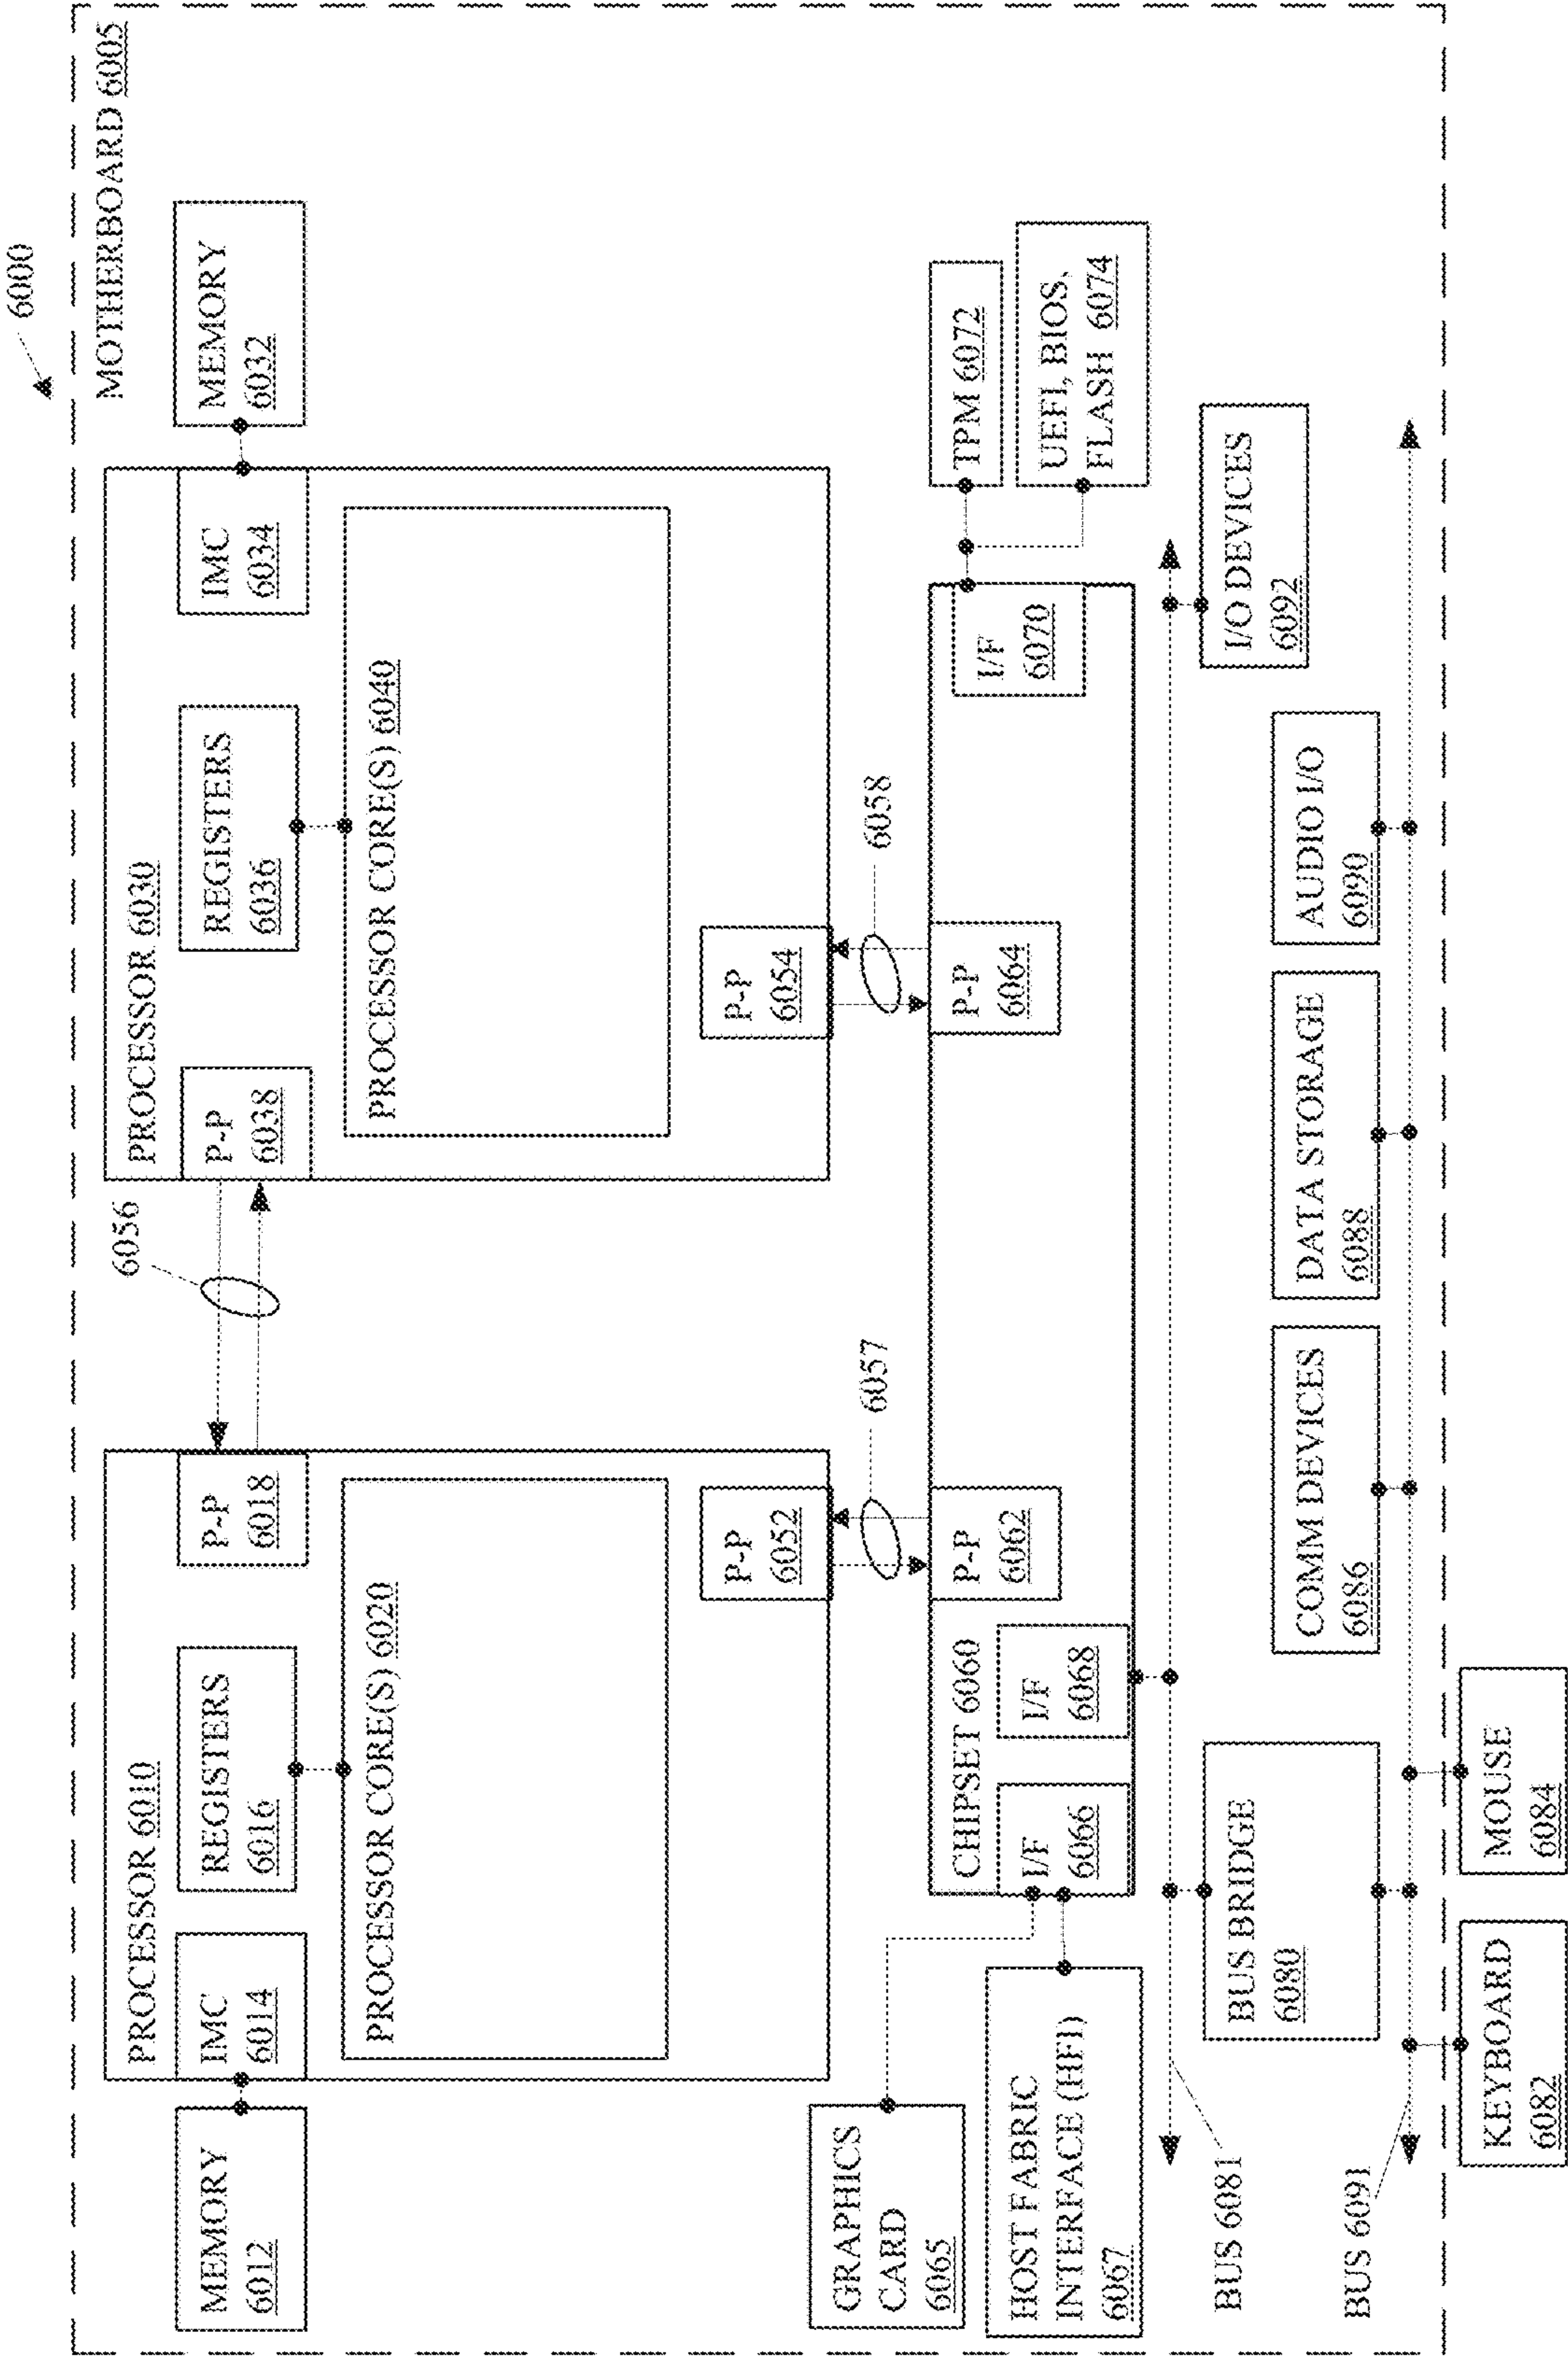 6000
MOTHERBOARD 6005
PROCESSOR 6010
MEMORY
6012
IMC
6014
REGISTERS
6016
P-P
6018
PROCESSOR CORE(S) 6020
P-P
6052
6056
PROCESSOR 6030
P-P
6038
REGISTERS
6036
IMC
6034
MEMORY
6032
PROCESSOR CORE(S) 6040
P-P
6054
6057
6058
GRAPHICS
CARD
6065
HOST FABRIC
INTERFACE (HFI)
6067
CHIPSET 6060
I/F
6066
I/F
6068
P-P
6062
P-P
6064
I/F
6070
TPM 6072
UEFI, BIOS,
FLASH 6074
BUS 6081
BUS BRIDGE
6080
I/O DEVICES
6092
COMM DEVICES
6086
DATA STORAGE
6088
AUDIO I/O
6090
BUS 6091
KEYBOARD
6082
MOUSE
6084